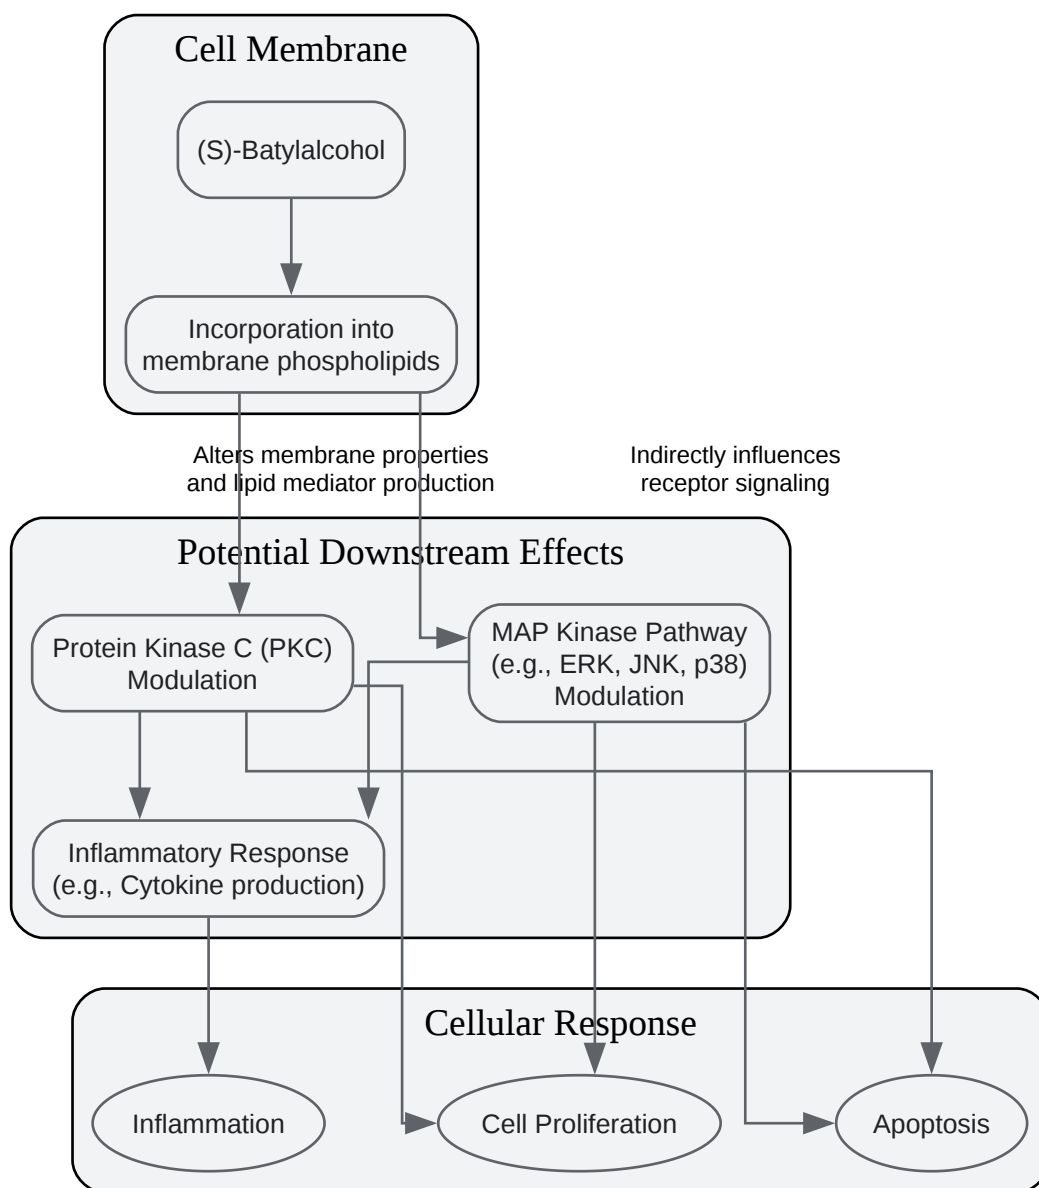 Cell Membrane
(S)-Batylalcohol
Incorporation into
membrane phospholipids
Alters membrane properties
and lipid mediator production
Indirectly influences
receptor signaling
Potential Downstream Effects
Protein Kinase C (PKC)
Modulation
MAP Kinase Pathway
(e.g., ERK, JNK, p38)
Modulation
Inflammatory Response
(e.g., Cytokine production)
Cellular Response
Inflammation
Cell Proliferation
Apoptosis